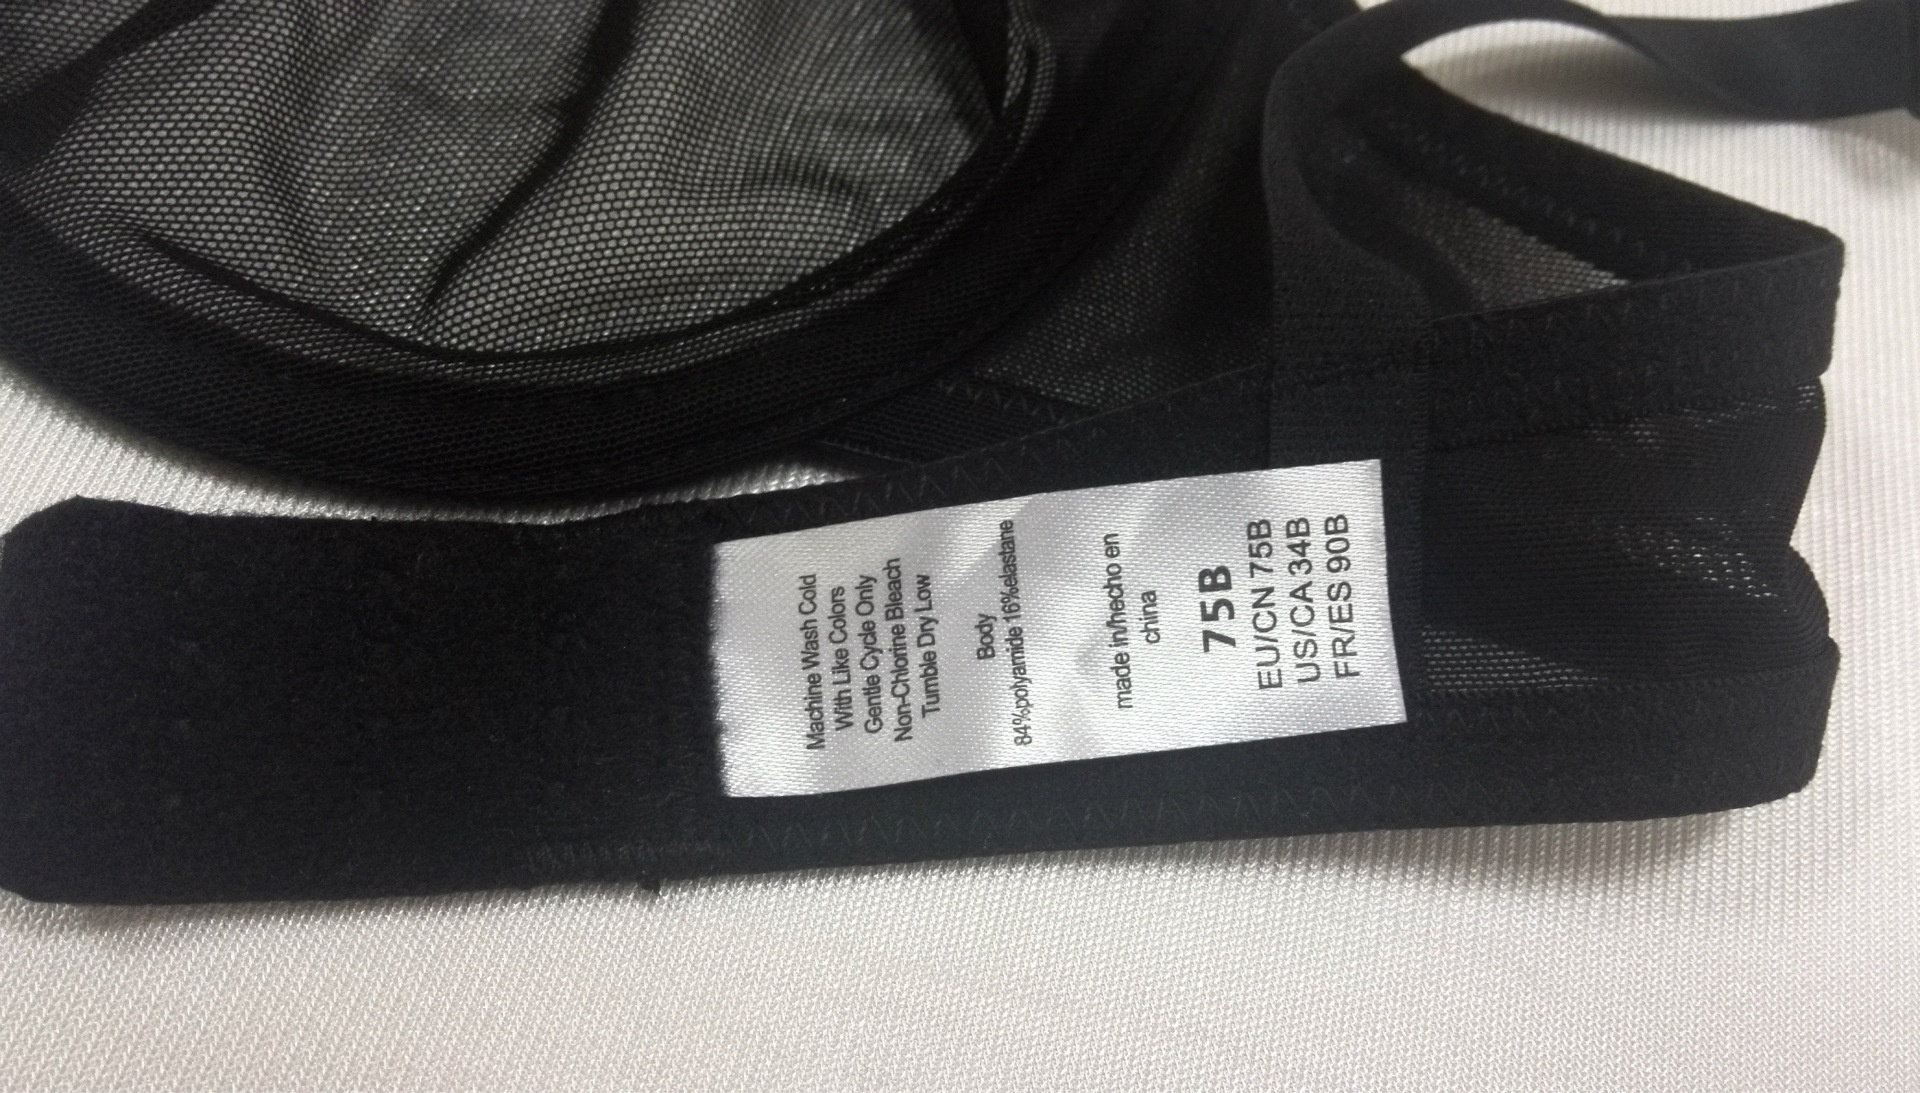 Machine Wash Cold
With Like Colors
Gentle Cycle Only
Non-Chlorine Bleach
Tumble Dry Low
Body
84%polyamide 16%elastane
made in/hecho en
china
75B
EU/CN 75B
US/CA 34B
FR/ES 90B